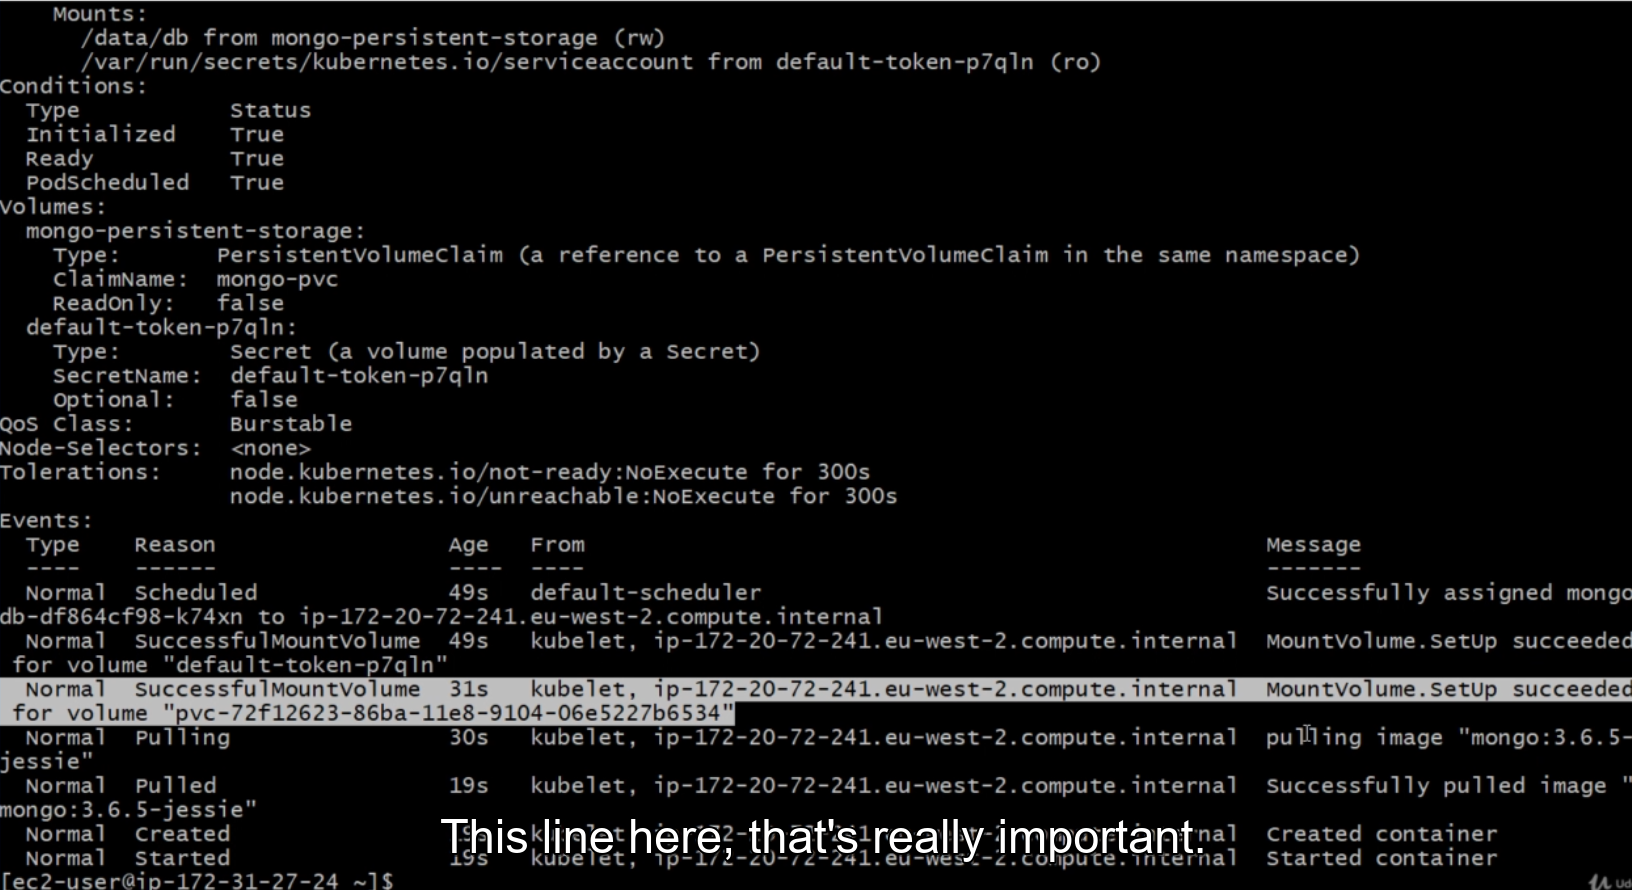 Mounts:
/data/db from mongo-persistent-storage (rw)
/var/run/secrets/kubernetes.io/serviceaccount from default-token-p7qln (ro)
Conditions:
Type Status
Initialized True
Ready True
PodScheduled True
Volumes:
mongo-persistent-storage:
Type: PersistentVolumeClaim (a reference to a PersistentVolumeClaim in the same namespace)
ClaimName: mongo-pvc
ReadOnly: false
default-token-p7qln:
Type: Secret (a volume populated by a Secret)
SecretName: default-token-p7qln
Optional: false
QoS Class: Burstable
Node-Selectors: <none>
Tolerations: node.kubernetes.io/not-ready:NoExecute for 300s
node.kubernetes.io/unreachable:NoExecute for 300s
Events:
Type Reason Age From Message
---- ------ ---- ---- -------
Normal Scheduled 49s default-scheduler Successfully assigned mongo
db-df864cf98-k74xn to ip-172-20-72-241.eu-west-2.compute.internal
Normal SuccessfulMountVolume 49s kubelet, ip-172-20-72-241.eu-west-2.compute.internal MountVolume.SetUp succeeded
for volume "default-token-p7qln"
Normal SuccessfulMountVolume 31s kubelet, ip-172-20-72-241.eu-west-2.compute.internal MountVolume.SetUp succeeded
for volume "pvc-72f12623-86ba-11e8-9104-06e5227b6534"
Normal Pulling 30s kubelet, ip-172-20-72-241.eu-west-2.compute.internal pulling image "mongo:3.6.5-
jessie"
Normal Pulled 19s kubelet, ip-172-20-72-241.eu-west-2.compute.internal Successfully pulled image "
mongo:3.6.5-jessie"
Normal Created 19s kubelet, ip-172-20-72-241.eu-west-2.compute.internal Created container
This line here, that's really important.
Normal Started 19s kubelet, ip-172-20-72-241.eu-west-2.compute.internal Started container
[ec2-user@ip-172-31-27-24 ~]$